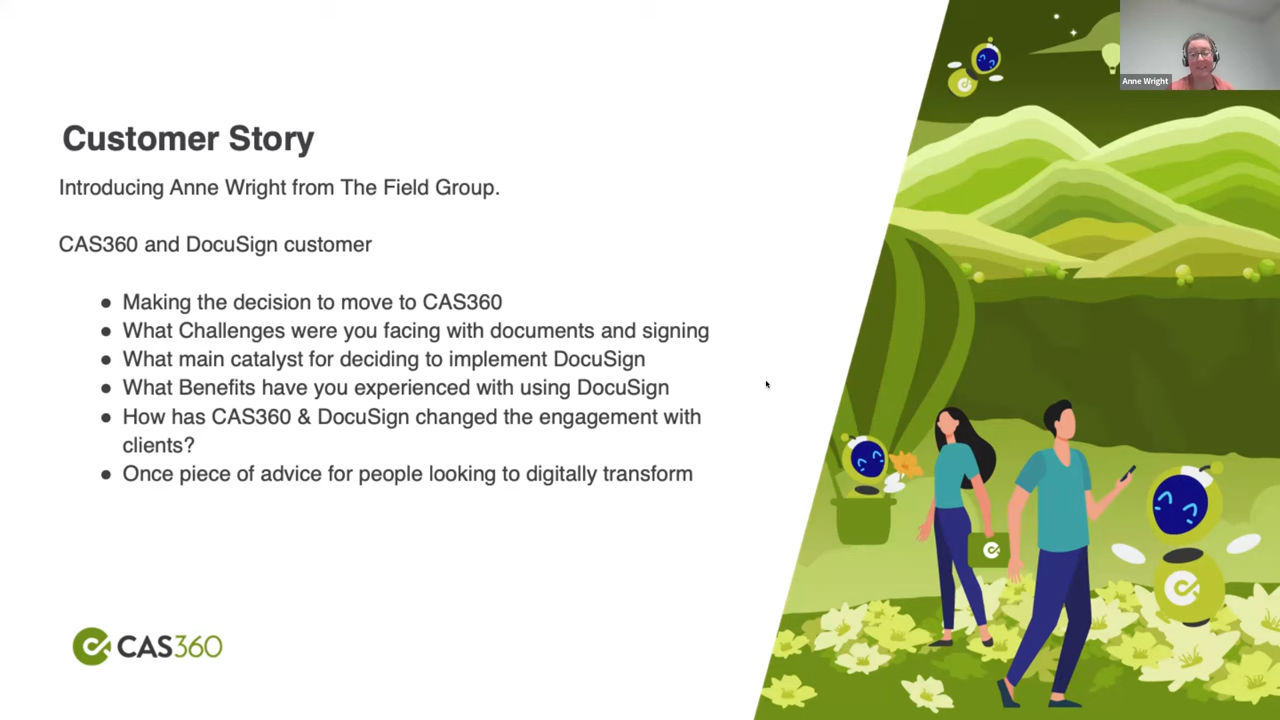 Anne Wright
Customer Story
Introducing Anne Wright from The Field Group.
CAS360 and DocuSign customer
● Making the decision to move to CAS360
● What Challenges were you facing with documents and signing
● What main catalyst for deciding to implement DocuSign
● What Benefits have you experienced with using DocuSign
● How has CAS360 & DocuSign changed the engagement with
clients?
● Once piece of advice for people looking to digitally transform
CAS360